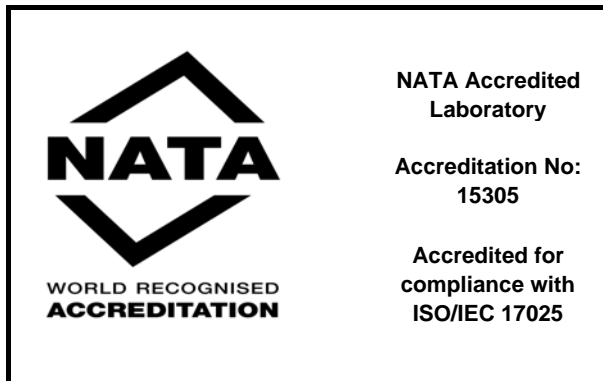 NATA
WORLD RECOGNISED
ACCREDITATION
NATA Accredited
Laboratory
Accreditation No:
15305
Accredited for
compliance with
ISO/IEC 17025